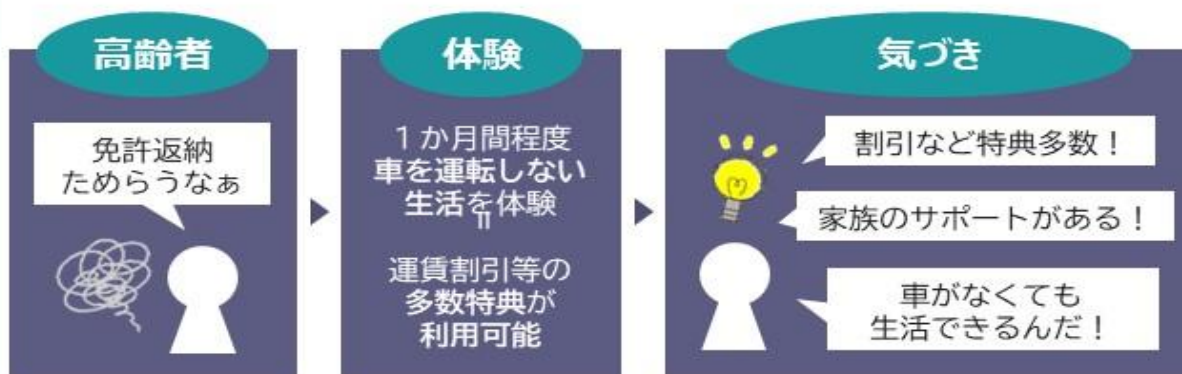 高齢者
免許返納
ためらうなぁ
体験
1か月間程度
車を運転しない
生活を体験
=
運賃割引等の
多数特典が
利用可能
気づき
割引など特典多数!
家族のサポートがある!
車がなくても
生活できるんだ!